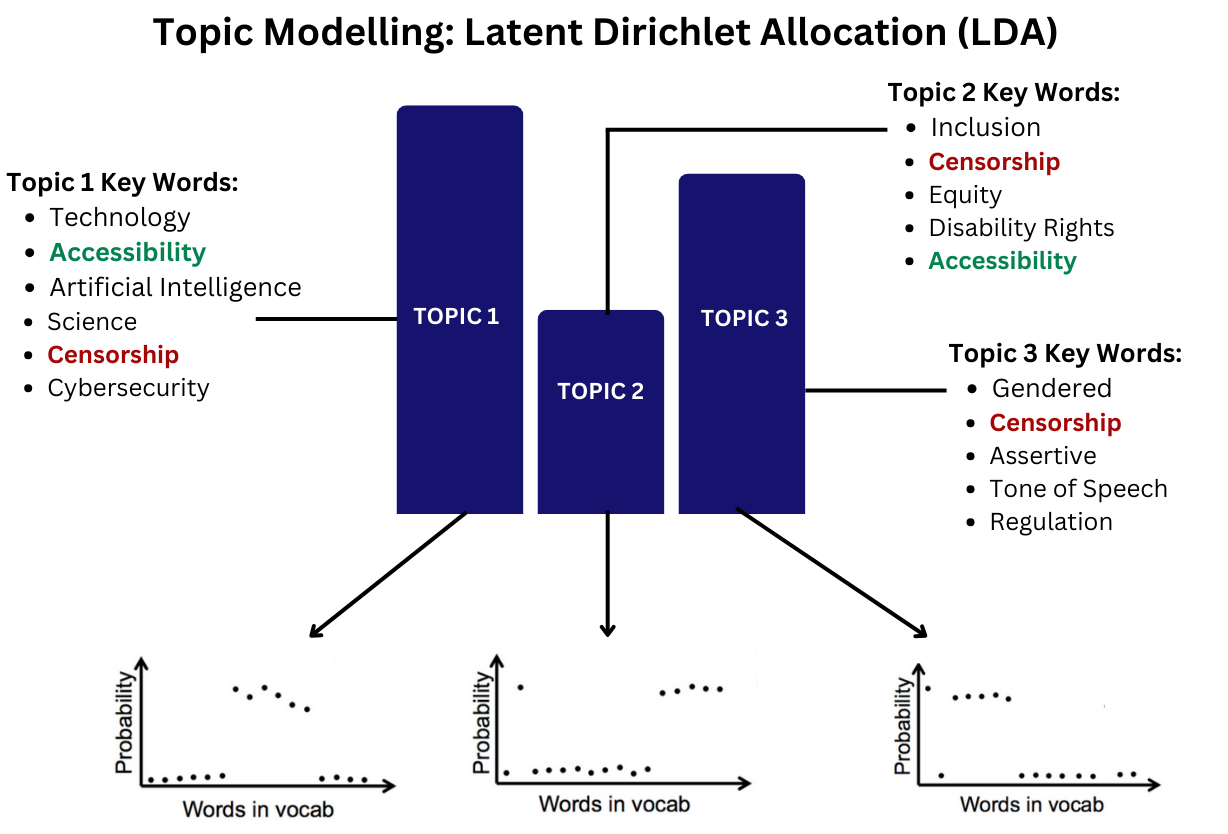 Topic Modelling: Latent Dirichlet Allocation (LDA)
Topic 1 Key Words:
Technology
Accessibility
Artificial Intelligence
Science
Censorship
Cybersecurity
TOPIC 1
TOPIC 2
TOPIC 3
Topic 2 Key Words:
Inclusion
Censorship
Equity
Disability Rights
Accessibility
Topic 3 Key Words:
Gendered
Censorship
Assertive
Tone of Speech
Regulation
Probability
Words in vocab
Probability
Words in vocab
Probability
Words in vocab